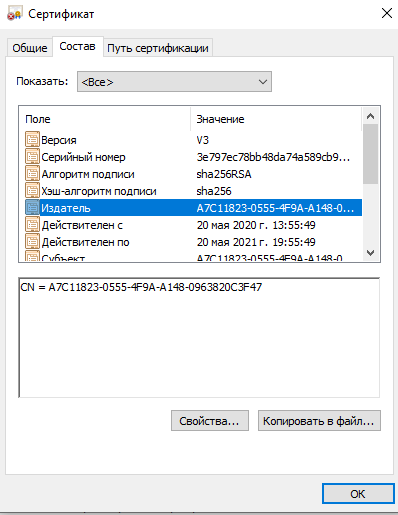 Сертификат
Общие Состав Путь сертификации
Показать: <Все>
Поле Значение
Версия V3
Серийный номер 3e797ec78bb48da74a589cb9...
Алгоритм подписи sha256RSA
Хэш-алгоритм подписи sha256
Издатель A7C11823-0555-4F9A-A148-0...
Действителен с 20 мая 2020 г. 13:55:49
Действителен по 20 мая 2021 г. 19:55:49
Субъект A7C11823-0555-4F9A-A148-0
CN = A7C11823-0555-4F9A-A148-0963820C3F47
Свойства... Копировать в файл...
ОК